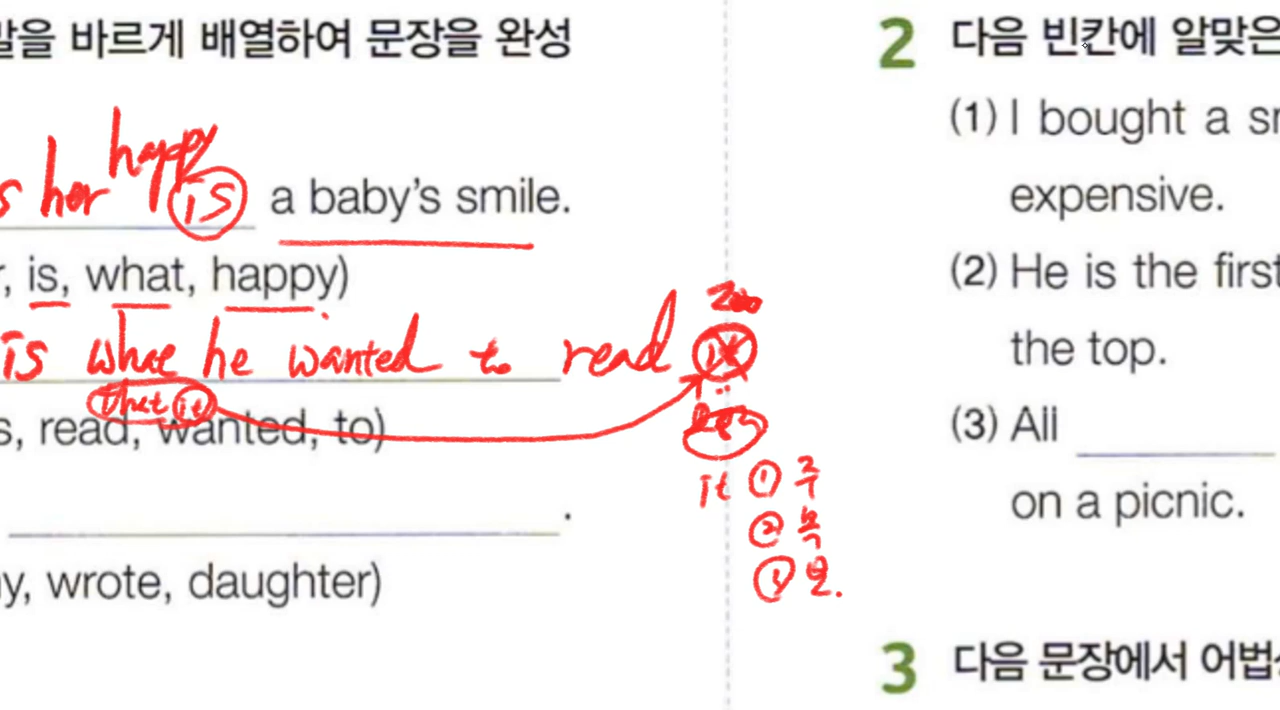 말을 바르게 배열하여 문장을 완성
s her happy is a baby's smile.
r, is, what, happy)
is what he wanted to read it
that it
s, read, wanted, to)
it ① 주
② 목
③ 보.
.
ny, wrote, daughter)
2 다음 빈칸에 알맞은
(1) I bought a sm
expensive.
(2) He is the first
the top.
(3) All
on a picnic.
3 다음 문장에서 어법상